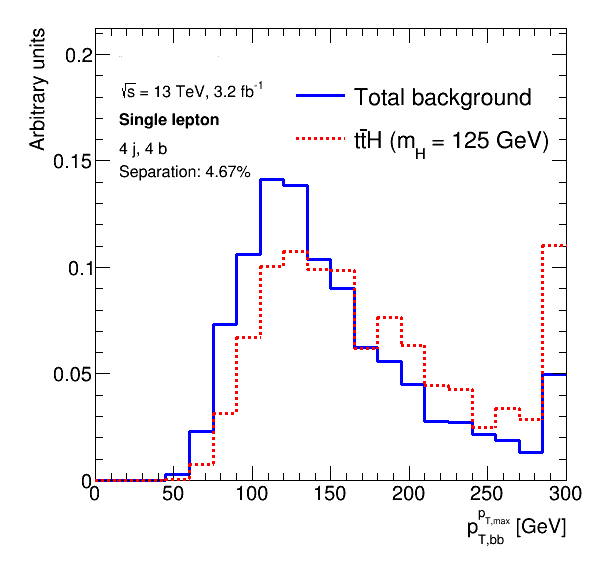 Arbitrary units
0.2
0.15
0.1
0.05
0
√s = 13 TeV, 3.2 fb⁻¹
Single lepton
4 j, 4 b
Separation: 4.67%
Total background
tt̄H (m_H = 125 GeV)
0 50 100 150 200 250 300
p_{T,bb}^{p_{T,max}} [GeV]